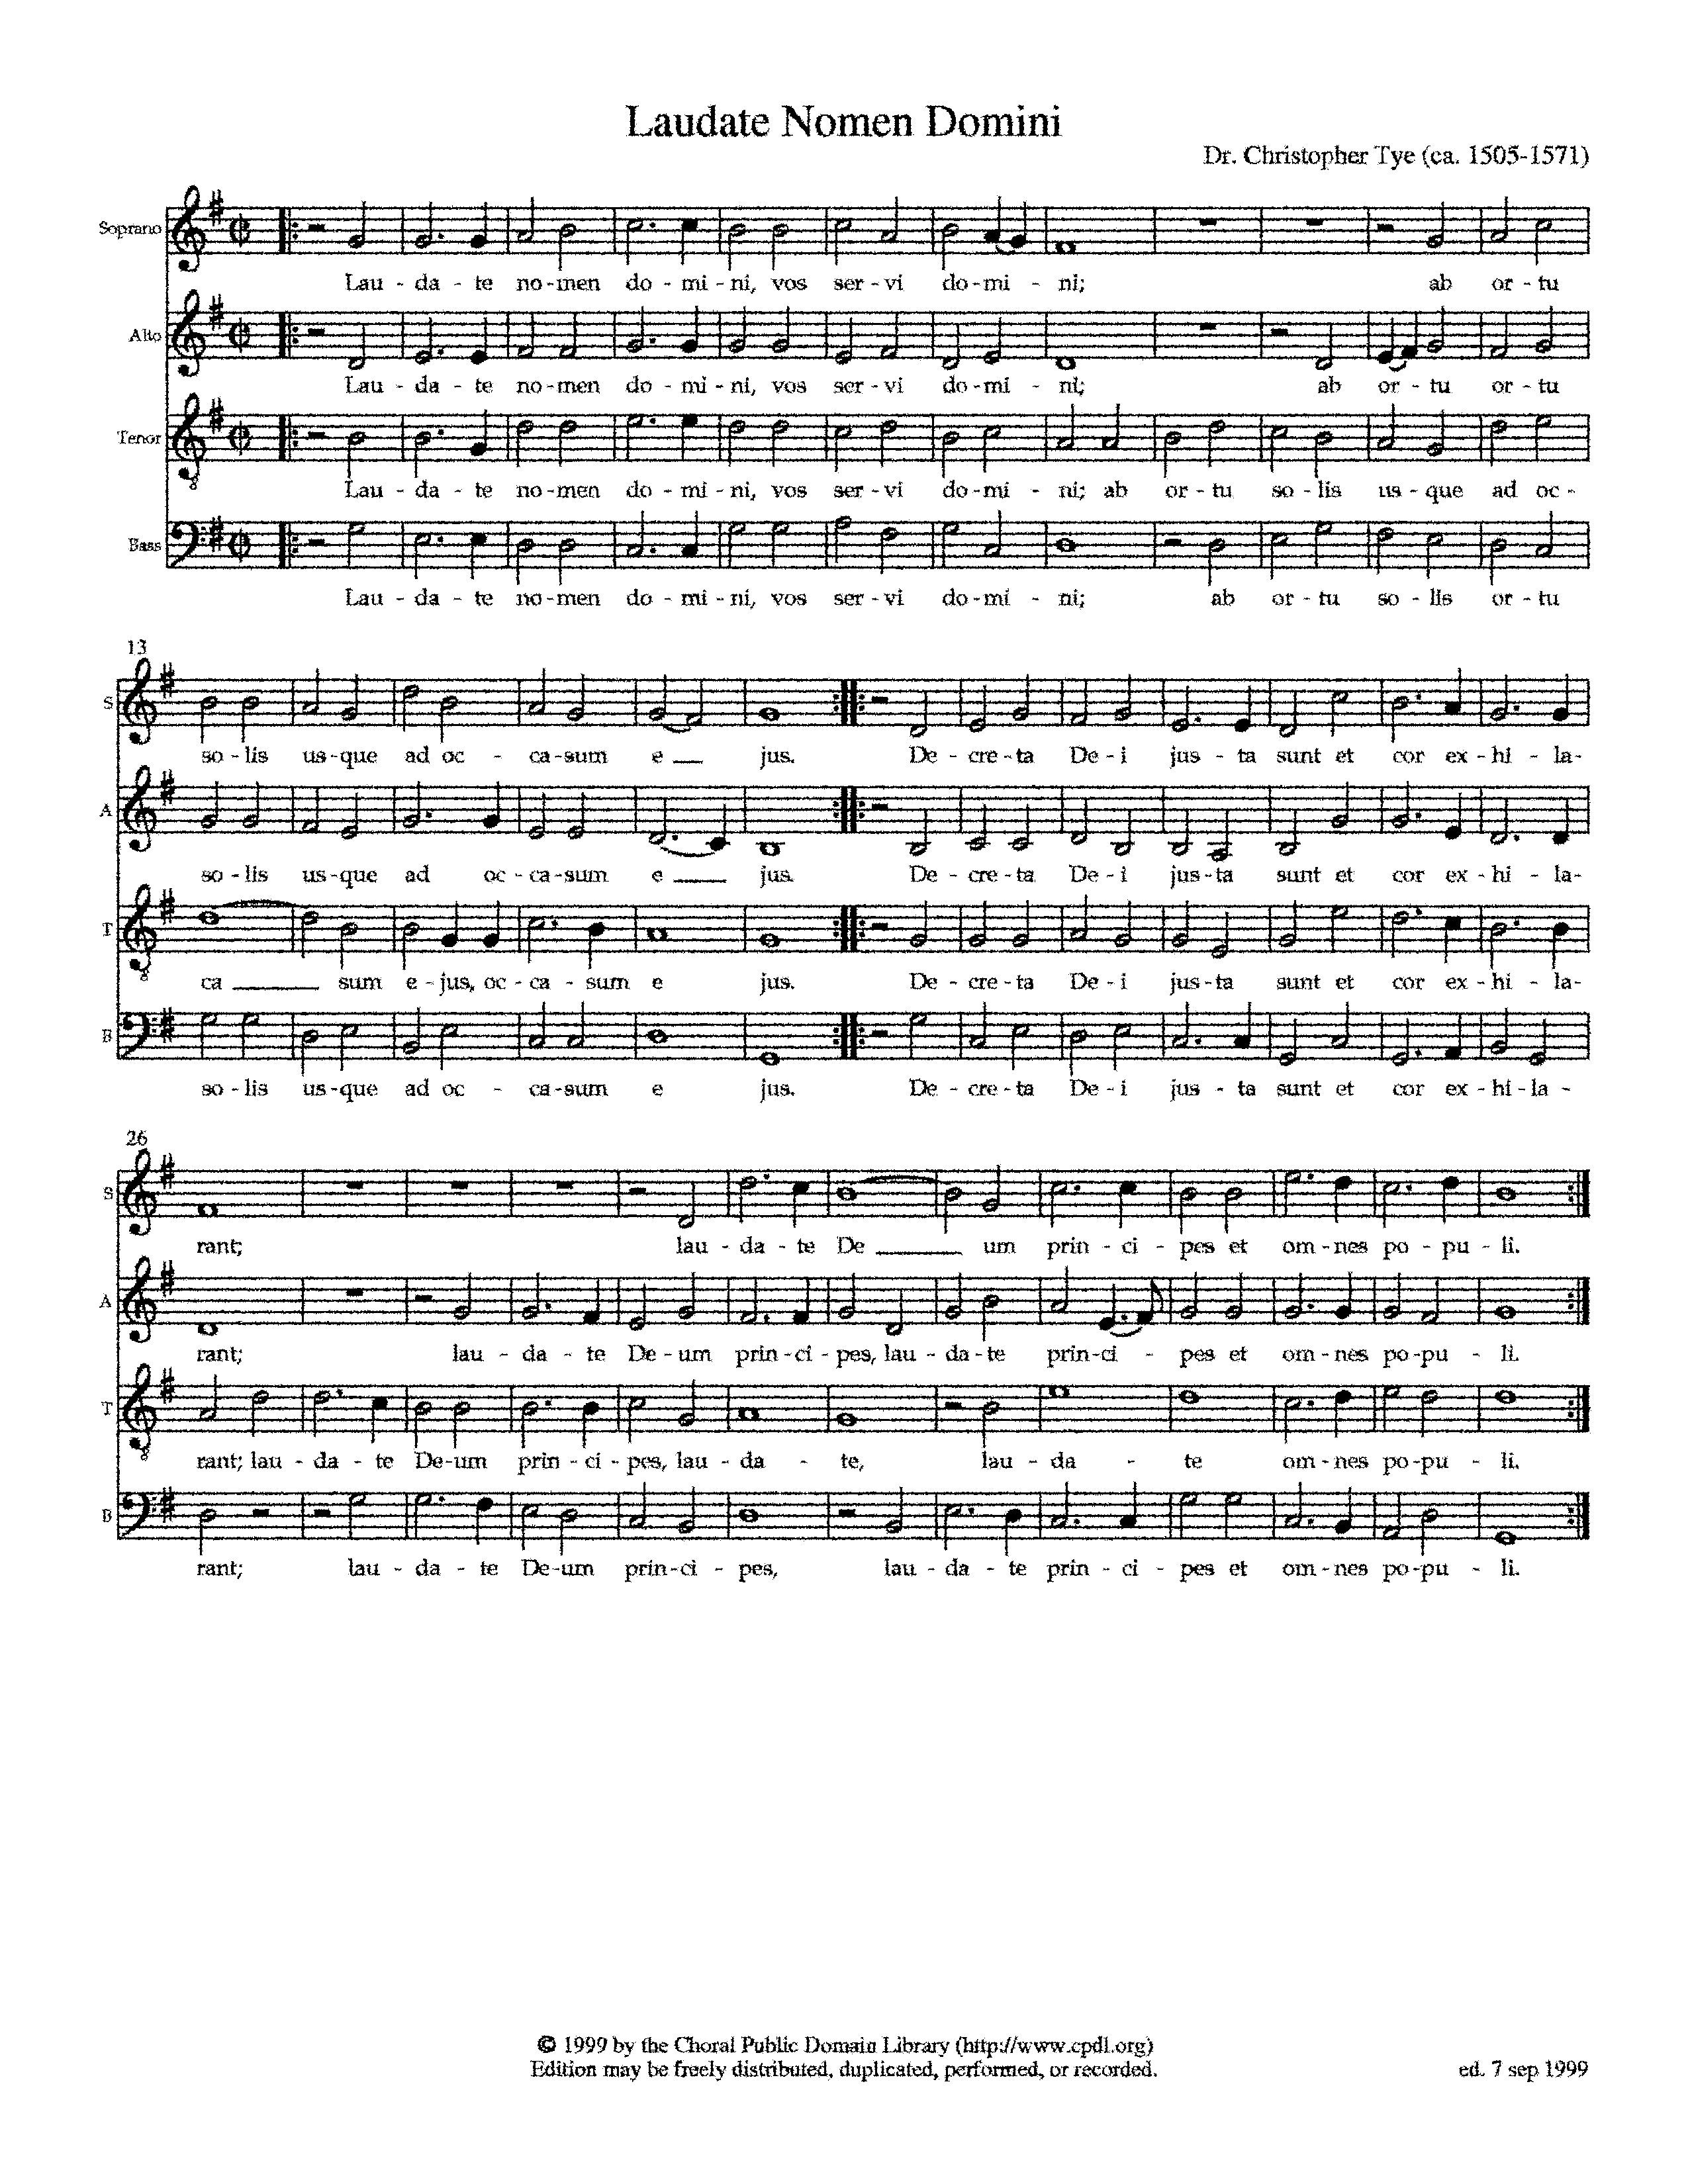 Laudate Nomen Domini
Dr. Christopher Tye (ca. 1505-1571)
Soprano
Lau - da - te no - men do - mi - ni, vos ser - vi do - mi - ni; ab or - tu
Alto
Lau - da - te no - men do - mi - ni, vos ser - vi do - mi - ni; ab or - tu or - tu
Tenor
8
Lau - da - te no - men do - mi - ni, vos ser - vi do - mi - ni; ab or - tu so - lis us - que ad oc -
Bass
Lau - da - te no - men do - mi - ni, vos ser - vi do - mi - ni; ab or - tu so - lis or - tu
13
S
so - lis us - que ad oc - ca - sum e jus. De - cre - ta De - i jus - ta sunt et cor ex - hi - la-
A
so - lis us - que ad oc - ca - sum e jus. De - cre - ta De - i jus - ta sunt et cor ex - hi - la-
T
8
ca sum e - jus, oc - ca - sum e jus. De - cre - ta De - i jus - ta sunt et cor ex - hi - la-
B
so - lis us - que ad oc - ca - sum e jus. De - cre - ta De - i jus - ta sunt et cor ex - hi - la -
26
S
rant; lau - da - te De um prin - ci - pes et om - nes po - pu - li.
A
rant; lau - da - te De - um prin - ci - pes, lau - da - te prin - ci - pes et om - nes po - pu - li.
T
8
rant; lau - da - te De - um prin - ci - pes, lau - da - te, lau - da - te om - nes po - pu - li.
B
rant; lau - da - te De - um prin - ci - pes, lau - da - te prin - ci - pes et om - nes po - pu - li.
© 1999 by the Choral Public Domain Library (http://www.cpdl.org)
Edition may be freely distributed, duplicated, performed, or recorded.
ed. 7 sep 1999